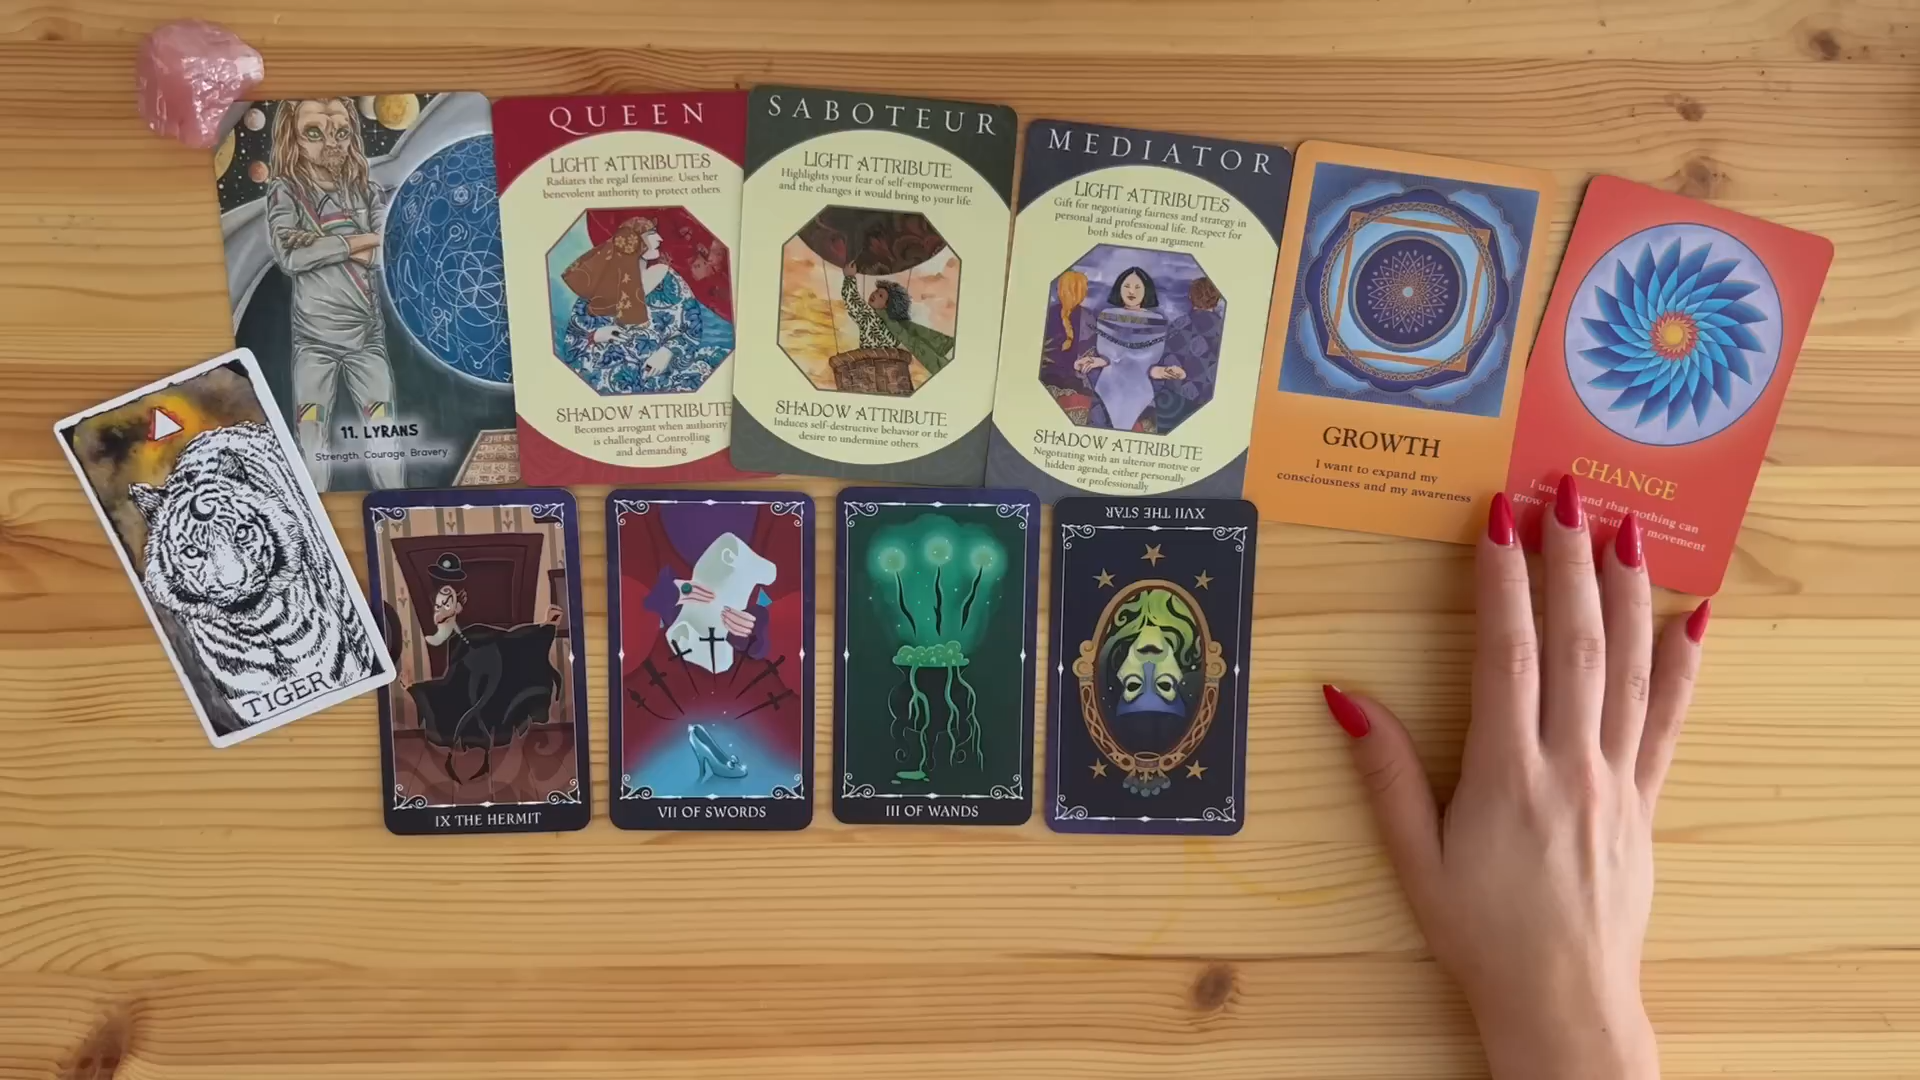 11. LYRANS
Strength. Courage. Bravery
QUEEN
LIGHT ATTRIBUTES
Radiates the regal feminine. Uses her
benevolent authority to protect others.
SHADOW ATTRIBUTE
Becomes arrogant when authority
is challenged. Controlling
and demanding.
SABOTEUR
LIGHT ATTRIBUTE
Highlights your fear of self-empowerment
and the changes it would bring to your life.
SHADOW ATTRIBUTE
Induces self-destructive behavior or the
desire to undermine others.
MEDIATOR
LIGHT ATTRIBUTES
Gift for negotiating fairness and strategy in
personal and professional life. Respect for
both sides of an argument.
SHADOW ATTRIBUTE
Negotiating with an ulterior motive or
hidden agenda, either personally
or professionally.
GROWTH
I want to expand my
consciousness and my awareness
CHANGE
I and that nothing can
movement
TIGER
IX THE HERMIT
VII OF SWORDS
III OF WANDS
XVII THE STAR